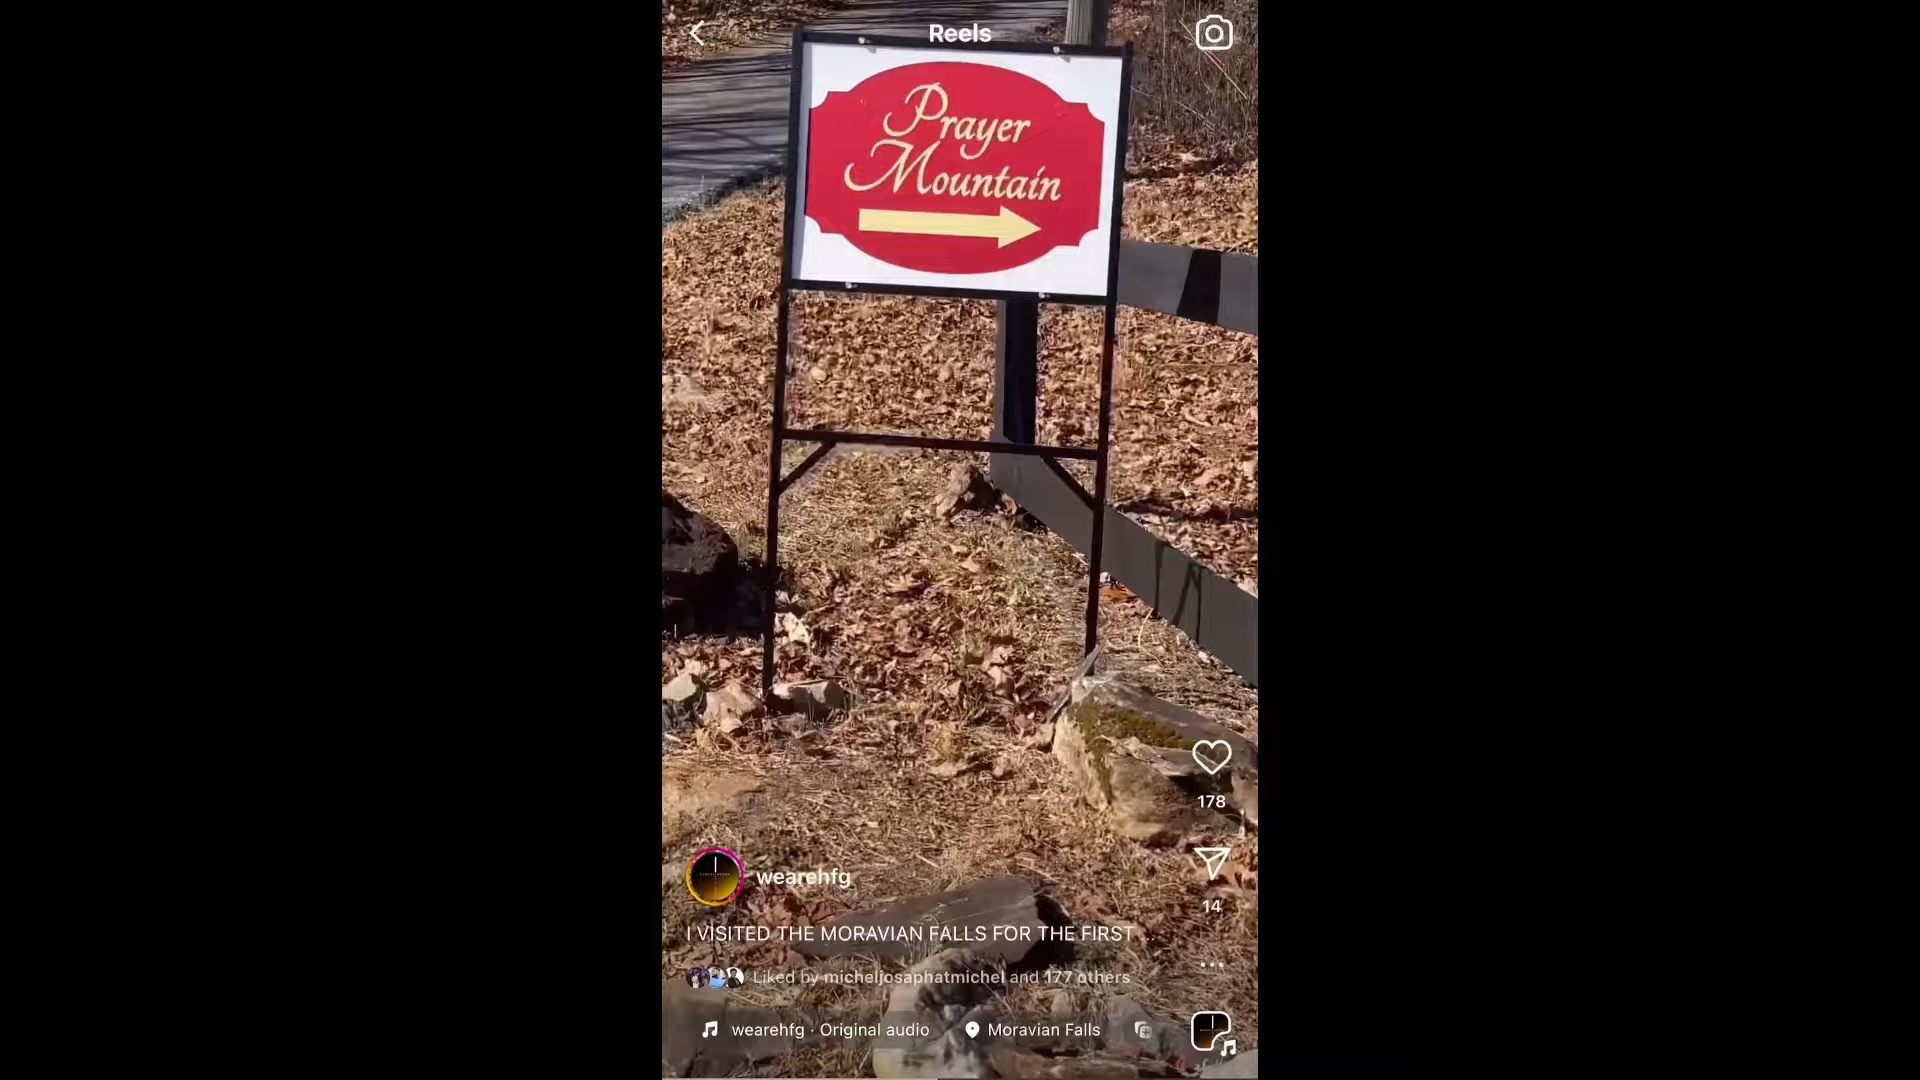 Reels
Prayer
Mountain
178
wearehfg
14
I VISITED THE MORAVIAN FALLS FOR THE FIRST ...
Liked by micheljosaphatmichel and 177 others
wearehfg · Original audio
Moravian Falls